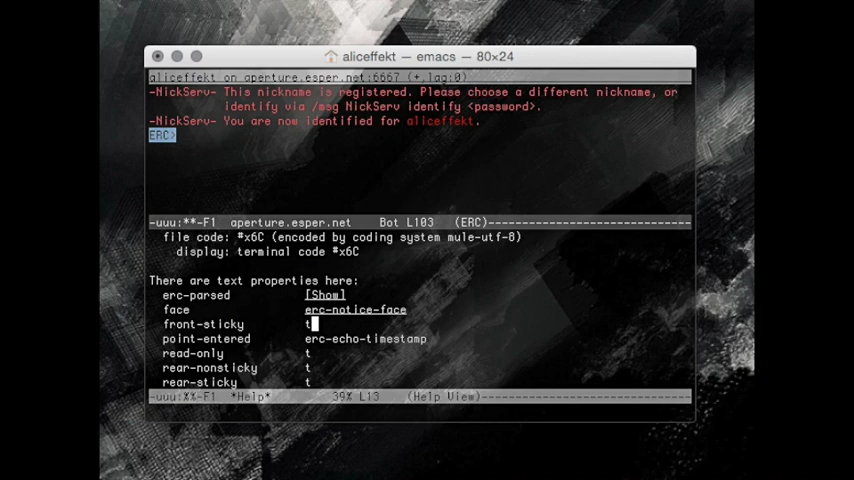 aliceffekt — emacs — 80×24
aliceffekt on aperture.esper.net:6667 (+,lag:0)
-NickServ- This nickname is registered. Please choose a different nickname, or
identify via /msg NickServ identify <password>.
-NickServ- You are now identified for aliceffekt.
ERC>
-uuu:**-F1 aperture.esper.net Bot L103 (ERC)------------------------------
file code: #x6C (encoded by coding system mule-utf-8)
display: terminal code #x6C
There are text properties here:
erc-parsed [Show]
face erc-notice-face
front-sticky t
point-entered erc-echo-timestamp
read-only t
rear-nonsticky t
rear-sticky t
-uuu:%%-F1 *Help* 39% L13 (Help View)-------------------------------